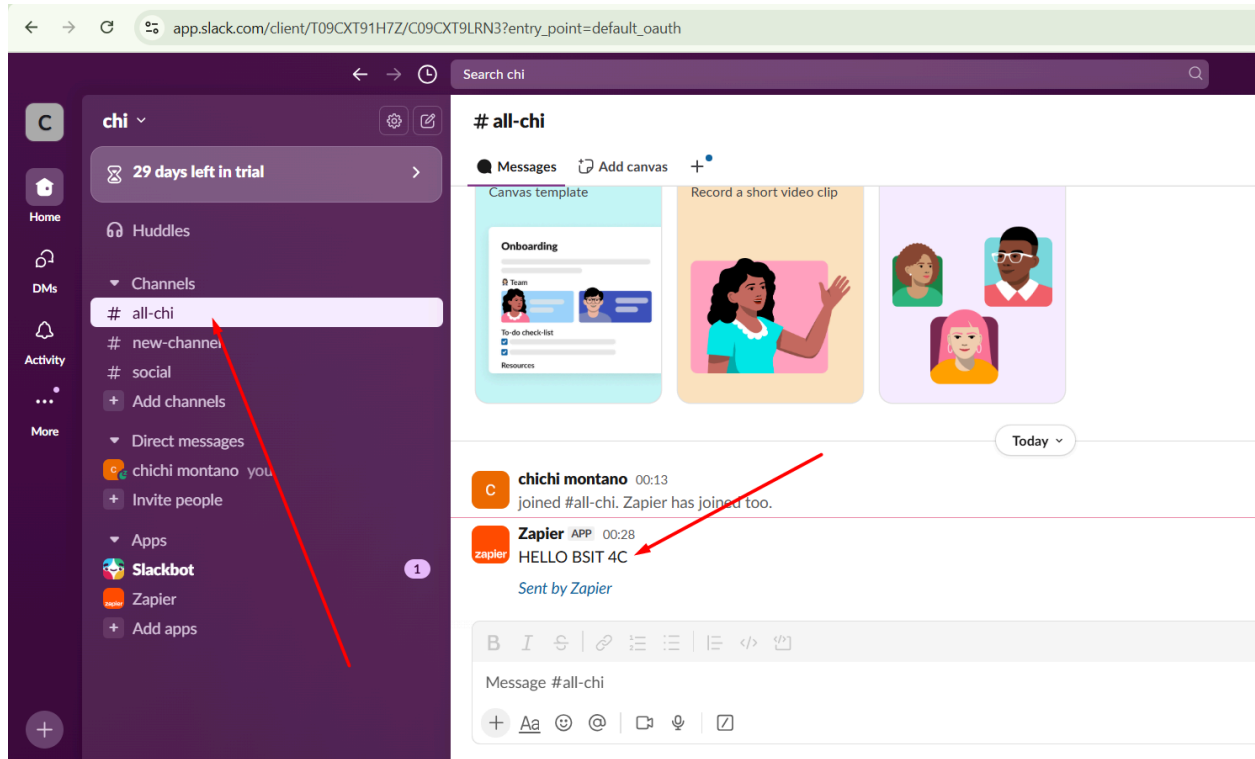 app.slack.com/client/T09CXT91H7Z/C09CXT9LRN3?entry_point=default_oauth
Search chi
C
chi
29 days left in trial
Home
Huddles
DMs
Channels
# all-chi
Activity
# new-channel
# social
+ Add channels
More
Direct messages
C chichi montano you
+ Invite people
Apps
Slackbot 1
zapier Zapier
+ Add apps
# all-chi
Messages Add canvas +
Canvas template
Onboarding
Team
To-do check-list
Resources
Record a short video clip
Today
C
chichi montano 00:13
joined #all-chi. Zapier has joined too.
zapier
Zapier APP 00:28
HELLO BSIT 4C
Sent by Zapier
B I S
Message #all-chi
+ Aa @